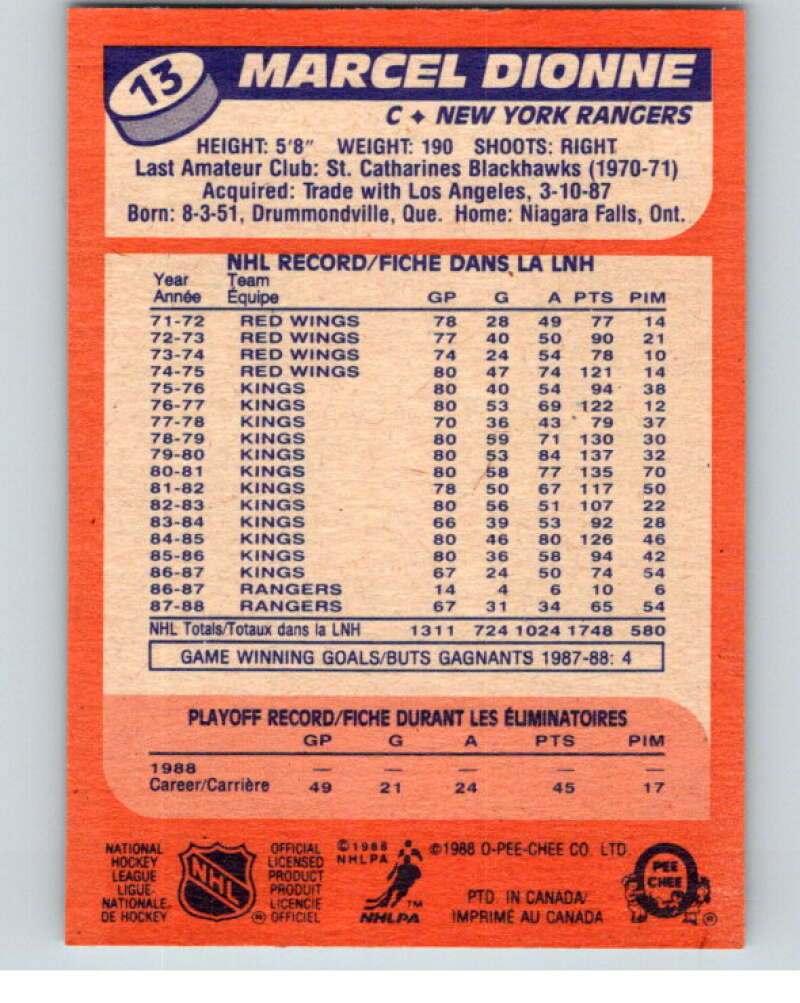 13
MARCEL DIONNE
C ✦ NEW YORK RANGERS
HEIGHT: 5'8" WEIGHT: 190 SHOOTS: RIGHT
Last Amateur Club: St. Catharines Blackhawks (1970-71)
Acquired: Trade with Los Angeles, 3-10-87
Born: 8-3-51, Drummondville, Que. Home: Niagara Falls, Ont.
NHL RECORD/FICHE DANS LA LNH
Year Team
Année Équipe GP G A PTS PIM
71-72 RED WINGS 78 28 49 77 14
72-73 RED WINGS 77 40 50 90 21
73-74 RED WINGS 74 24 54 78 10
74-75 RED WINGS 80 47 74 121 14
75-76 KINGS 80 40 54 94 38
76-77 KINGS 80 53 69 122 12
77-78 KINGS 70 36 43 79 37
78-79 KINGS 80 59 71 130 30
79-80 KINGS 80 53 84 137 32
80-81 KINGS 80 58 77 135 70
81-82 KINGS 78 50 67 117 50
82-83 KINGS 80 56 51 107 22
83-84 KINGS 66 39 53 92 28
84-85 KINGS 80 46 80 126 46
85-86 KINGS 80 36 58 94 42
86-87 KINGS 67 24 50 74 54
86-87 RANGERS 14 4 6 10 6
87-88 RANGERS 67 31 34 65 54
NHL Totals/Totaux dans la LNH 1311 724 1024 1748 580
GAME WINNING GOALS/BUTS GAGNANTS 1987-88: 4
PLAYOFF RECORD/FICHE DURANT LES ÉLIMINATOIRES
GP G A PTS PIM
1988 — — — — —
Career/Carrière 49 21 24 45 17
NATIONAL
HOCKEY
LEAGUE
LIGUE
NATIONALE
DE HOCKEY
NHL
OFFICIAL
LICENSED
PRODUCT
PRODUIT
LICENCIE
® OFFICIEL
©1988
NHLPA
TM
NHLPA
©1988 O-PEE-CHEE CO. LTD.
PTD. IN CANADA/
IMPRIMÉ AU CANADA
PEE
CHEE
®